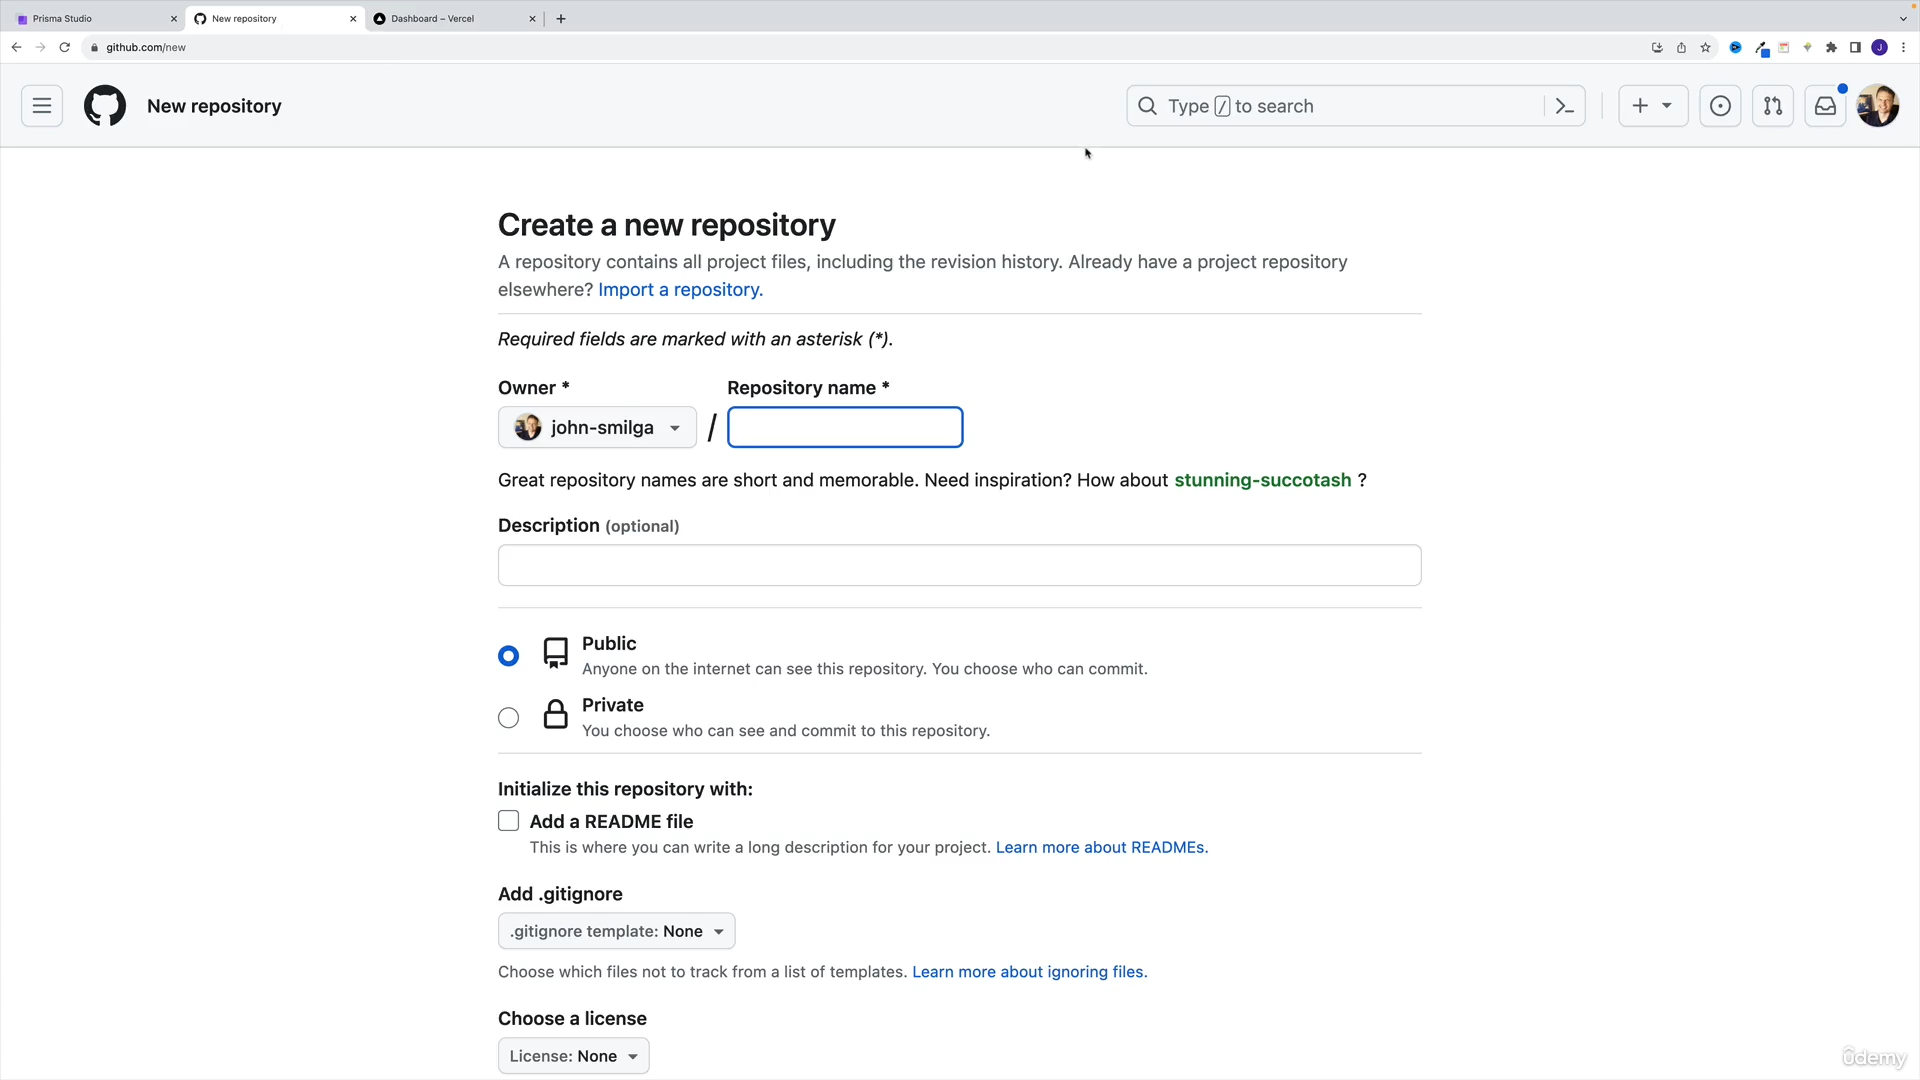 Prisma Studio
New repository
Dashboard – Vercel
github.com/new
J
New repository
Type / to search
Create a new repository
A repository contains all project files, including the revision history. Already have a project repository
elsewhere? Import a repository.
Required fields are marked with an asterisk (*).
Owner * Repository name *
john-smilga /
Great repository names are short and memorable. Need inspiration? How about stunning-succotash ?
Description (optional)
Public
Anyone on the internet can see this repository. You choose who can commit.
Private
You choose who can see and commit to this repository.
Initialize this repository with:
Add a README file
This is where you can write a long description for your project. Learn more about READMEs.
Add .gitignore
.gitignore template: None
Choose which files not to track from a list of templates. Learn more about ignoring files.
Choose a license
License: None
ûdemy